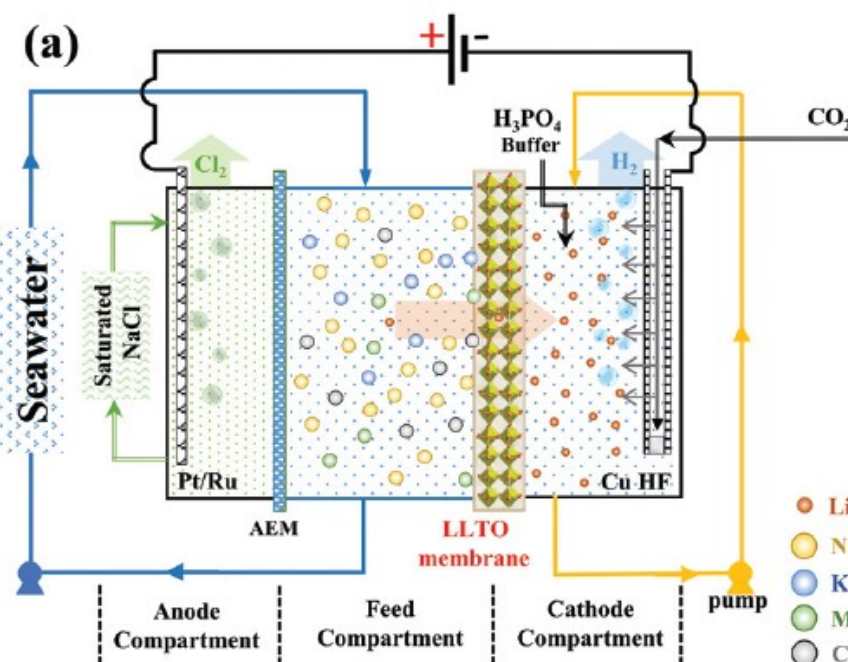 (a)
+ -
H₃PO₄
Buffer
CO₂
Cl₂
H₂
Seawater
Saturated
NaCl
Pt/Ru
Cu HF
AEM
LLTO
membrane
pump
Li
N
K
M
C
Anode
Compartment
Feed
Compartment
Cathode
Compartment